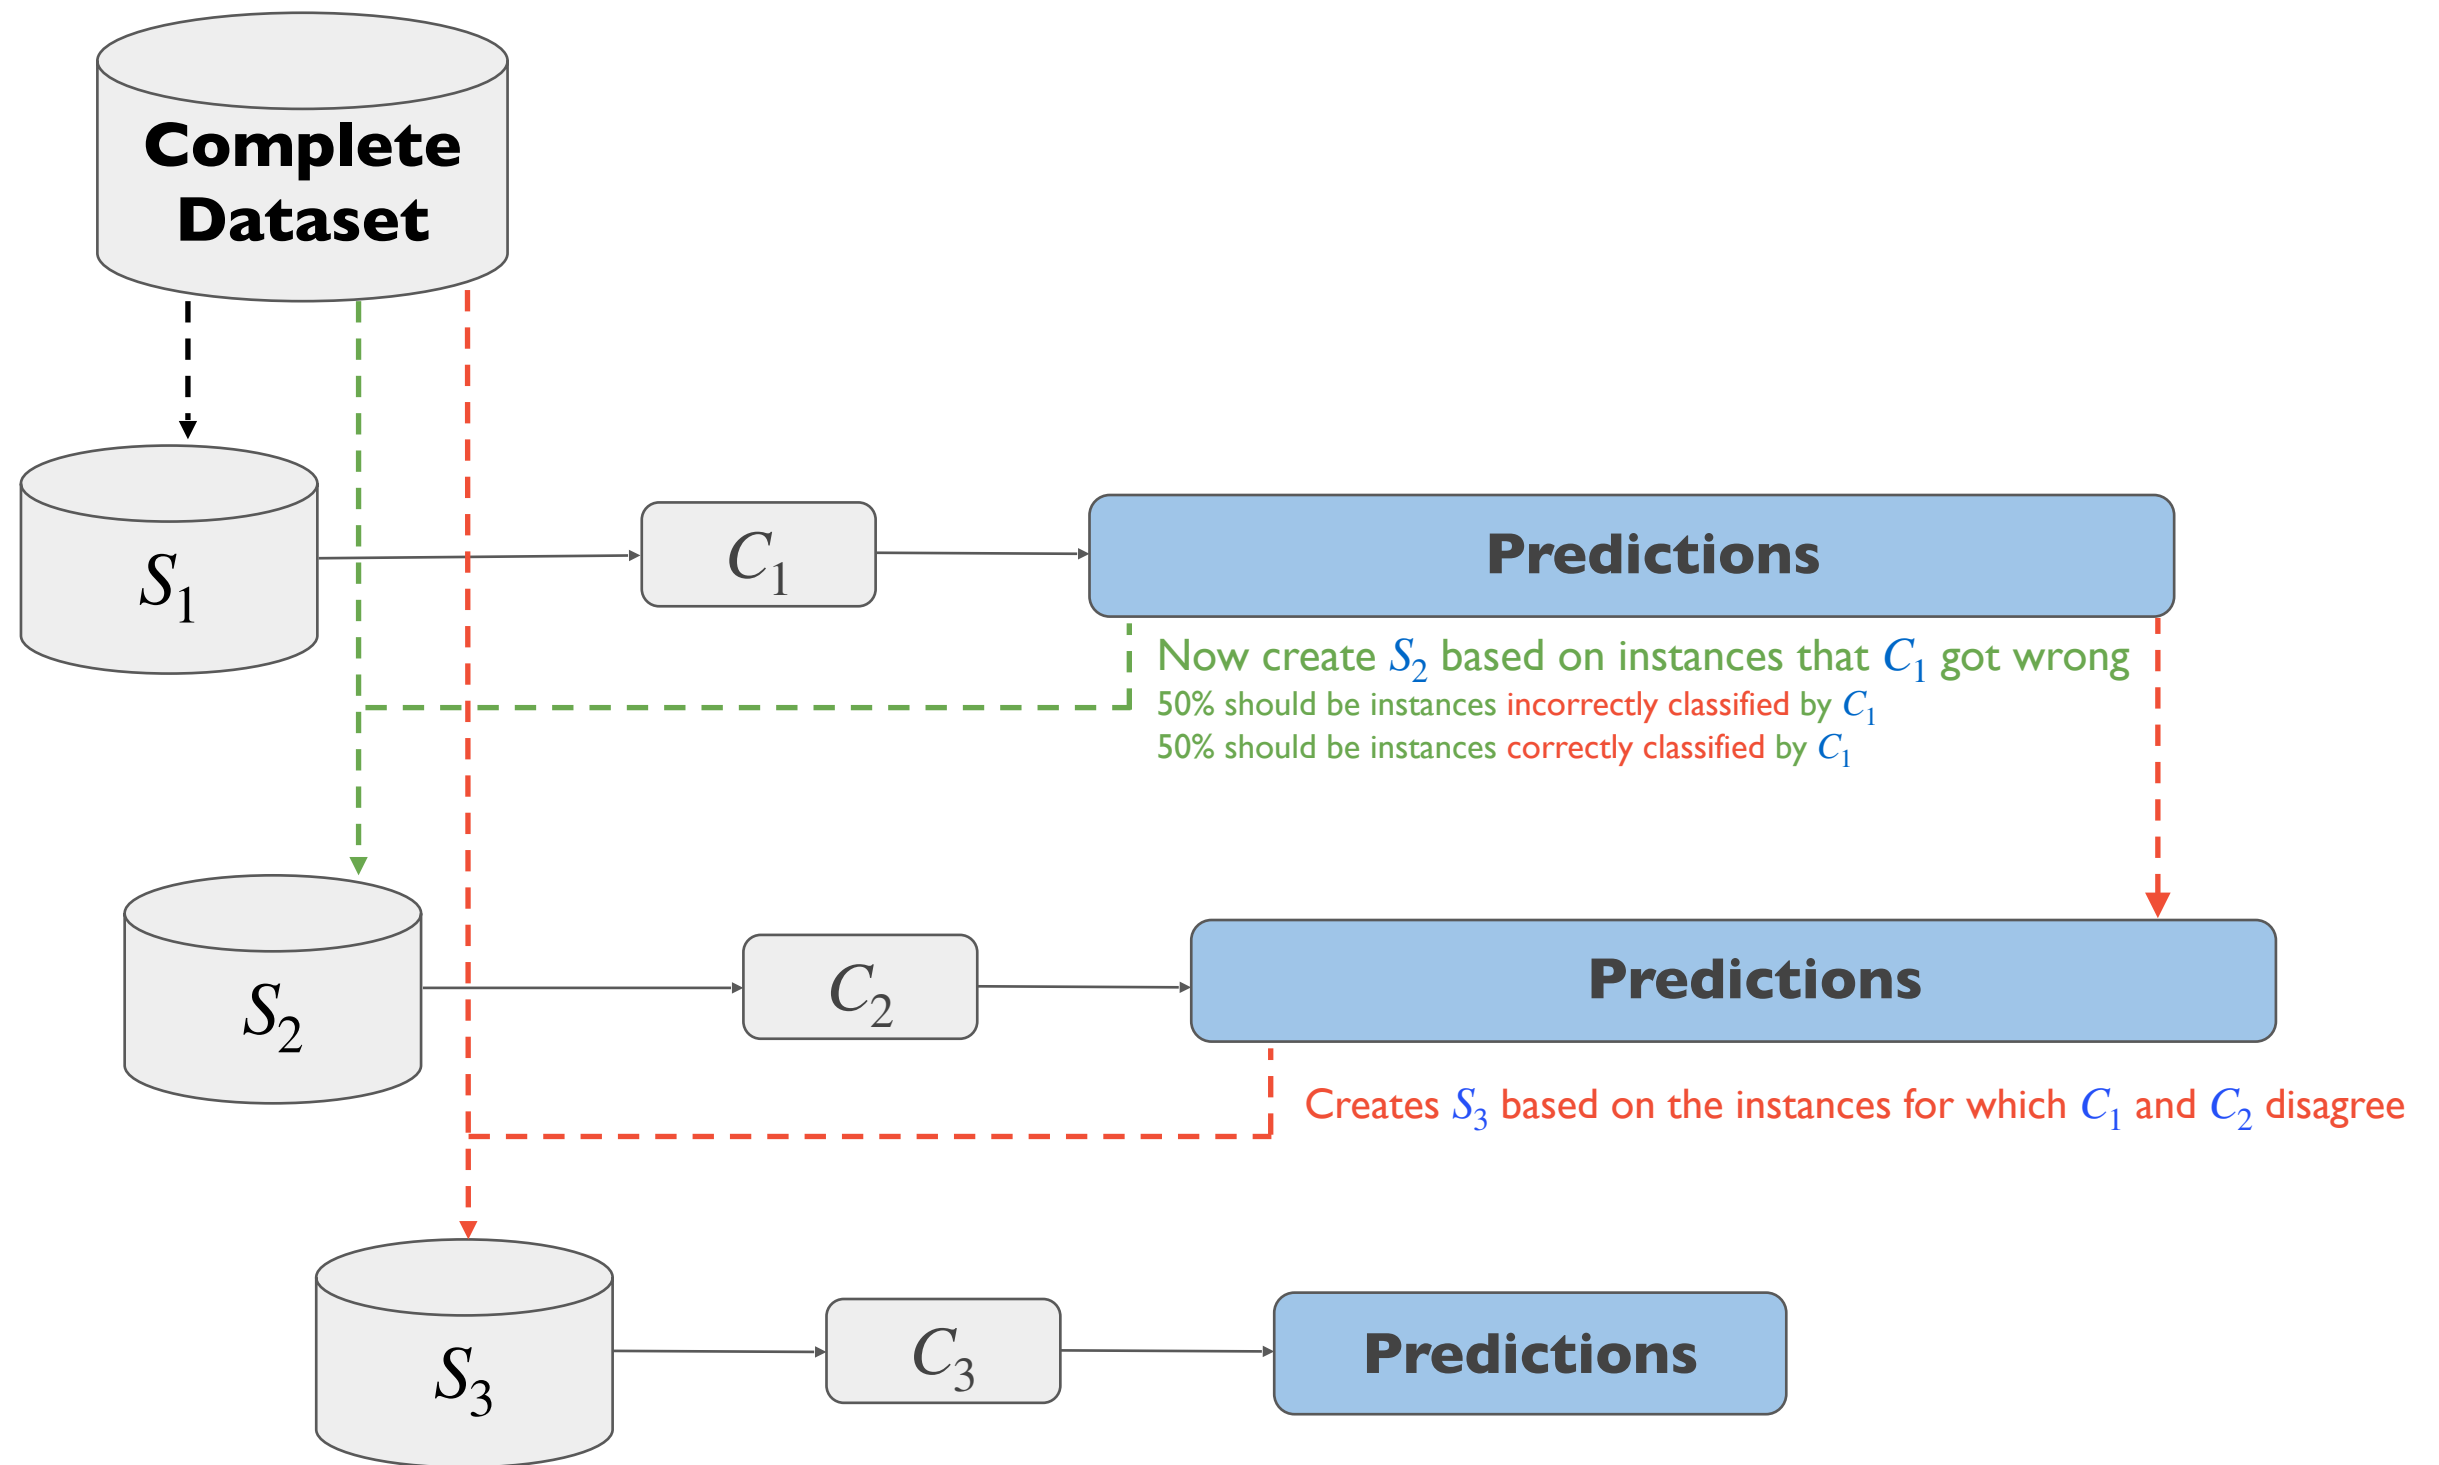 Complete
Dataset
S₁
C₁
Predictions
Now create S₂ based on instances that C₁ got wrong
50% should be instances incorrectly classified by C₁
50% should be instances correctly classified by C₁
S₂
C₂
Predictions
Creates S₃ based on the instances for which C₁ and C₂ disagree
S₃
C₃
Predictions